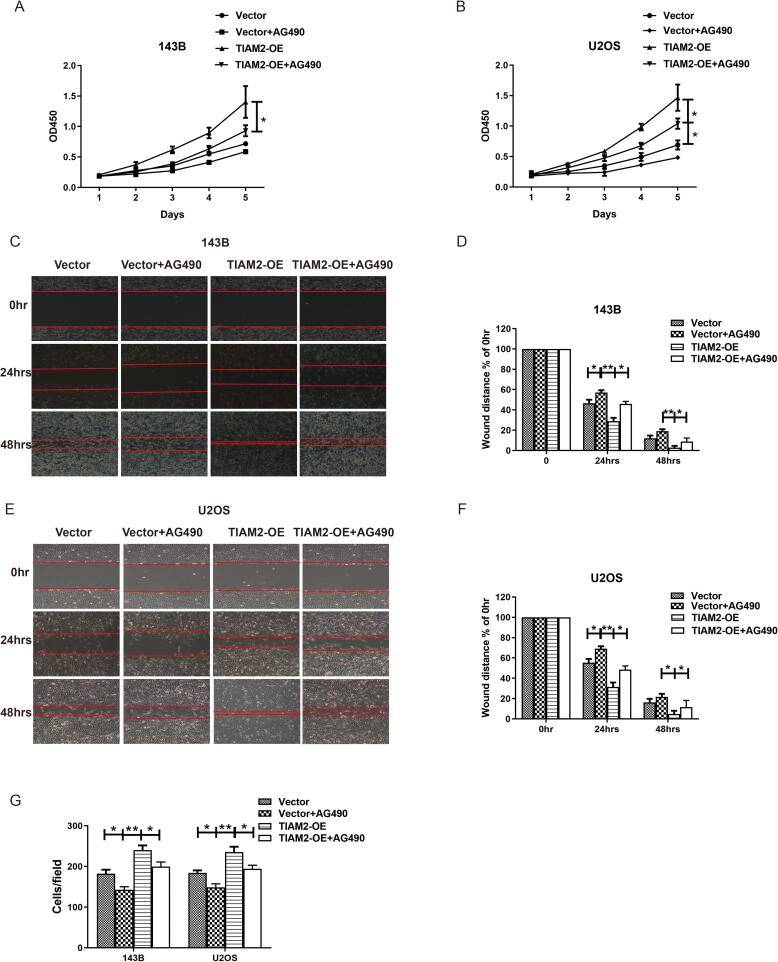 A
143B
Vector
Vector+AG490
TIAM2-OE
TIAM2-OE+AG490
2.0
1.5
1.0
0.5
0.0
OD450
*
1 2 3 4 5
Days
B
U2OS
Vector
Vector+AG490
TIAM2-OE
TIAM2-OE+AG490
2.0
1.5
1.0
0.5
0.0
OD450
*
*
1 2 3 4 5
Days
C
143B
Vector Vector+AG490 TIAM2-OE TIAM2-OE+AG490
0hr
24hrs
48hrs
D
143B
Vector
Vector+AG490
TIAM2-OE
TIAM2-OE+AG490
Wound distance % of 0hr
120
100
80
60
40
20
0
* ** *
** *
0 24hrs 48hrs
E
U2OS
Vector Vector+AG490 TIAM2-OE TIAM2-OE+AG490
0hr
24hrs
48hrs
F
U2OS
Vector
Vector+AG490
TIAM2-OE
TIAM2-OE+AG490
Wound distance % of 0hr
120
100
80
60
40
20
0
* ** *
* *
0hr 24hrs 48hrs
G
Vector
Vector+AG490
TIAM2-OE
TIAM2-OE+AG490
Cells/field
300
200
100
0
* ** * * ** *
143B U2OS